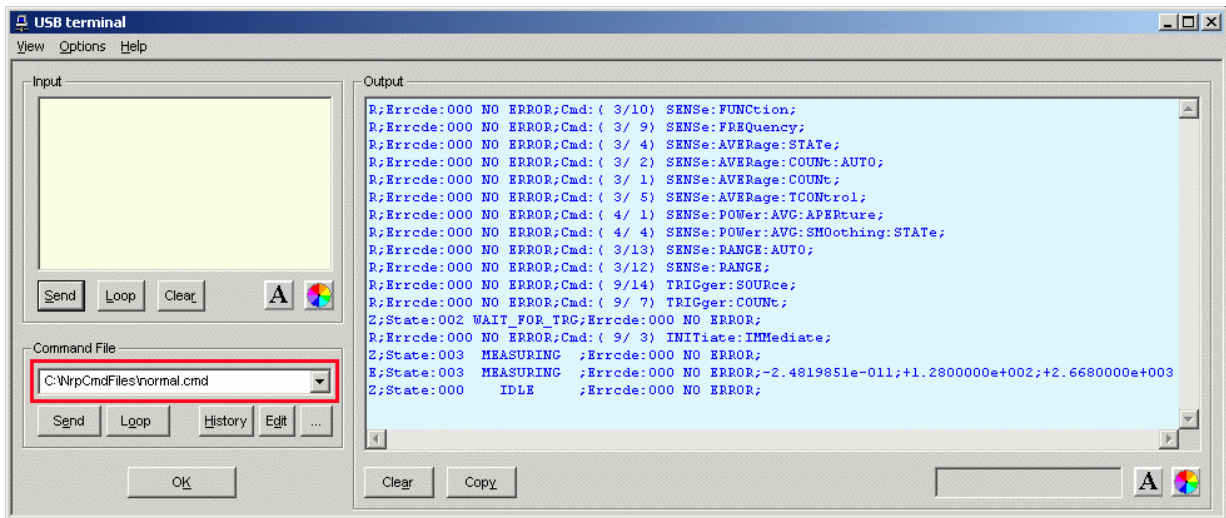 USB terminal
View Options Help
Input
Send Loop Clear A
Command File
C:\NrpCmdFiles\normal.cmd
Send Loop History Edit ...
OK
Output
R;Errcde:000 NO ERROR;Cmd:( 3/10) SENSe:FUNCtion;
R;Errcde:000 NO ERROR;Cmd:( 3/ 9) SENSe:FREQuency;
R;Errcde:000 NO ERROR;Cmd:( 3/ 4) SENSe:AVERage:STATe;
R;Errcde:000 NO ERROR;Cmd:( 3/ 2) SENSe:AVERage:COUNt:AUTO;
R;Errcde:000 NO ERROR;Cmd:( 3/ 1) SENSe:AVERage:COUNt;
R;Errcde:000 NO ERROR;Cmd:( 3/ 5) SENSe:AVERage:TCONtrol;
R;Errcde:000 NO ERROR;Cmd:( 4/ 1) SENSe:POWer:AVG:APERture;
R;Errcde:000 NO ERROR;Cmd:( 4/ 4) SENSe:POWer:AVG:SMOothing:STATe;
R;Errcde:000 NO ERROR;Cmd:( 3/13) SENSe:RANGE:AUTO;
R;Errcde:000 NO ERROR;Cmd:( 3/12) SENSe:RANGE;
R;Errcde:000 NO ERROR;Cmd:( 9/14) TRIGger:SOURce;
R;Errcde:000 NO ERROR;Cmd:( 9/ 7) TRIGger:COUNt;
Z;State:002 WAIT_FOR_TRG;Errcde:000 NO ERROR;
R;Errcde:000 NO ERROR;Cmd:( 9/ 3) INITiate:IMMediate;
Z;State:003 MEASURING ;Errcde:000 NO ERROR;
E;State:003 MEASURING ;Errcde:000 NO ERROR;-2.4819851e-011;+1.2800000e+002;+2.6680000e+003
Z;State:000 IDLE ;Errcde:000 NO ERROR;
Clear Copy A